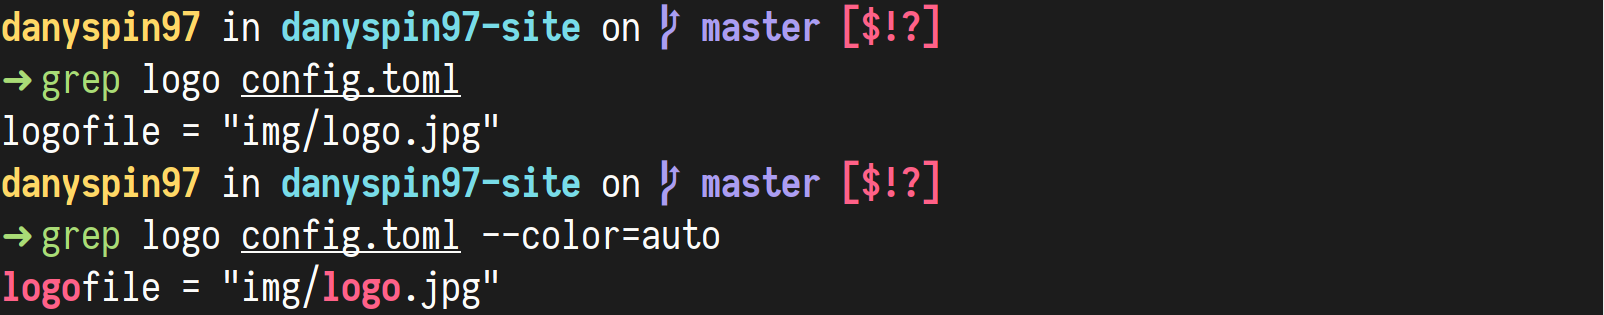 danyspin97 in danyspin97-site on  master [$!?]
➜ grep logo config.toml
logofile = "img/logo.jpg"
danyspin97 in danyspin97-site on  master [$!?]
➜ grep logo config.toml --color=auto
logofile = "img/logo.jpg"